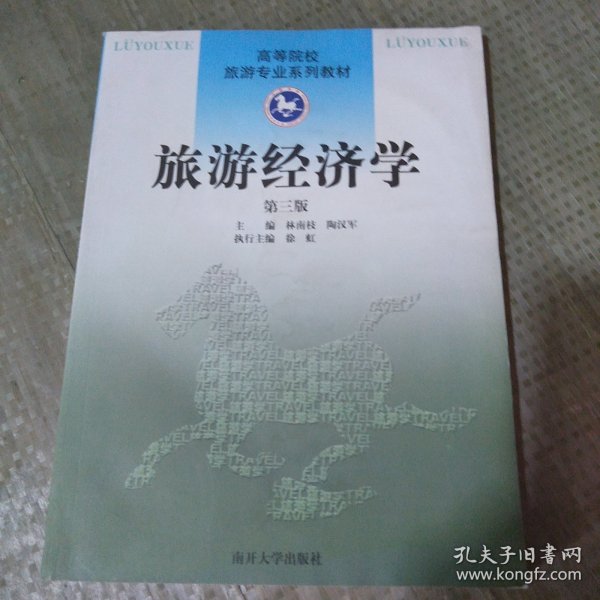 LÜYOUXUE
LÜYOUXUE
高等院校
旅游专业系列教材
旅游经济学
第三版
主 编 林南枝 陶汉军
执行主编 徐 虹
TRAVEL
南开大学出版社
孔夫子旧书网
www.kongfz.com